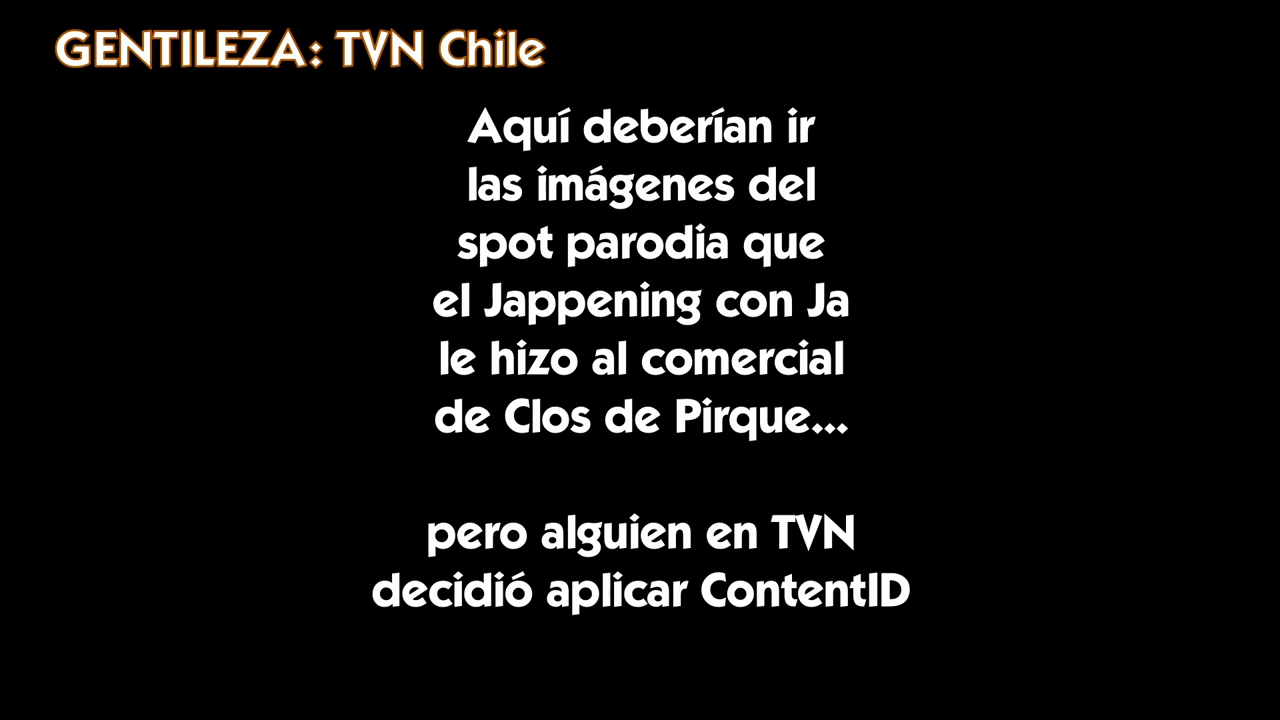 GENTILEZA: TVN Chile
Aquí deberían ir
las imágenes del
spot parodia que
el Jappening con Ja
le hizo al comercial
de Clos de Pirque...
pero alguien en TVN
decidió aplicar ContentID